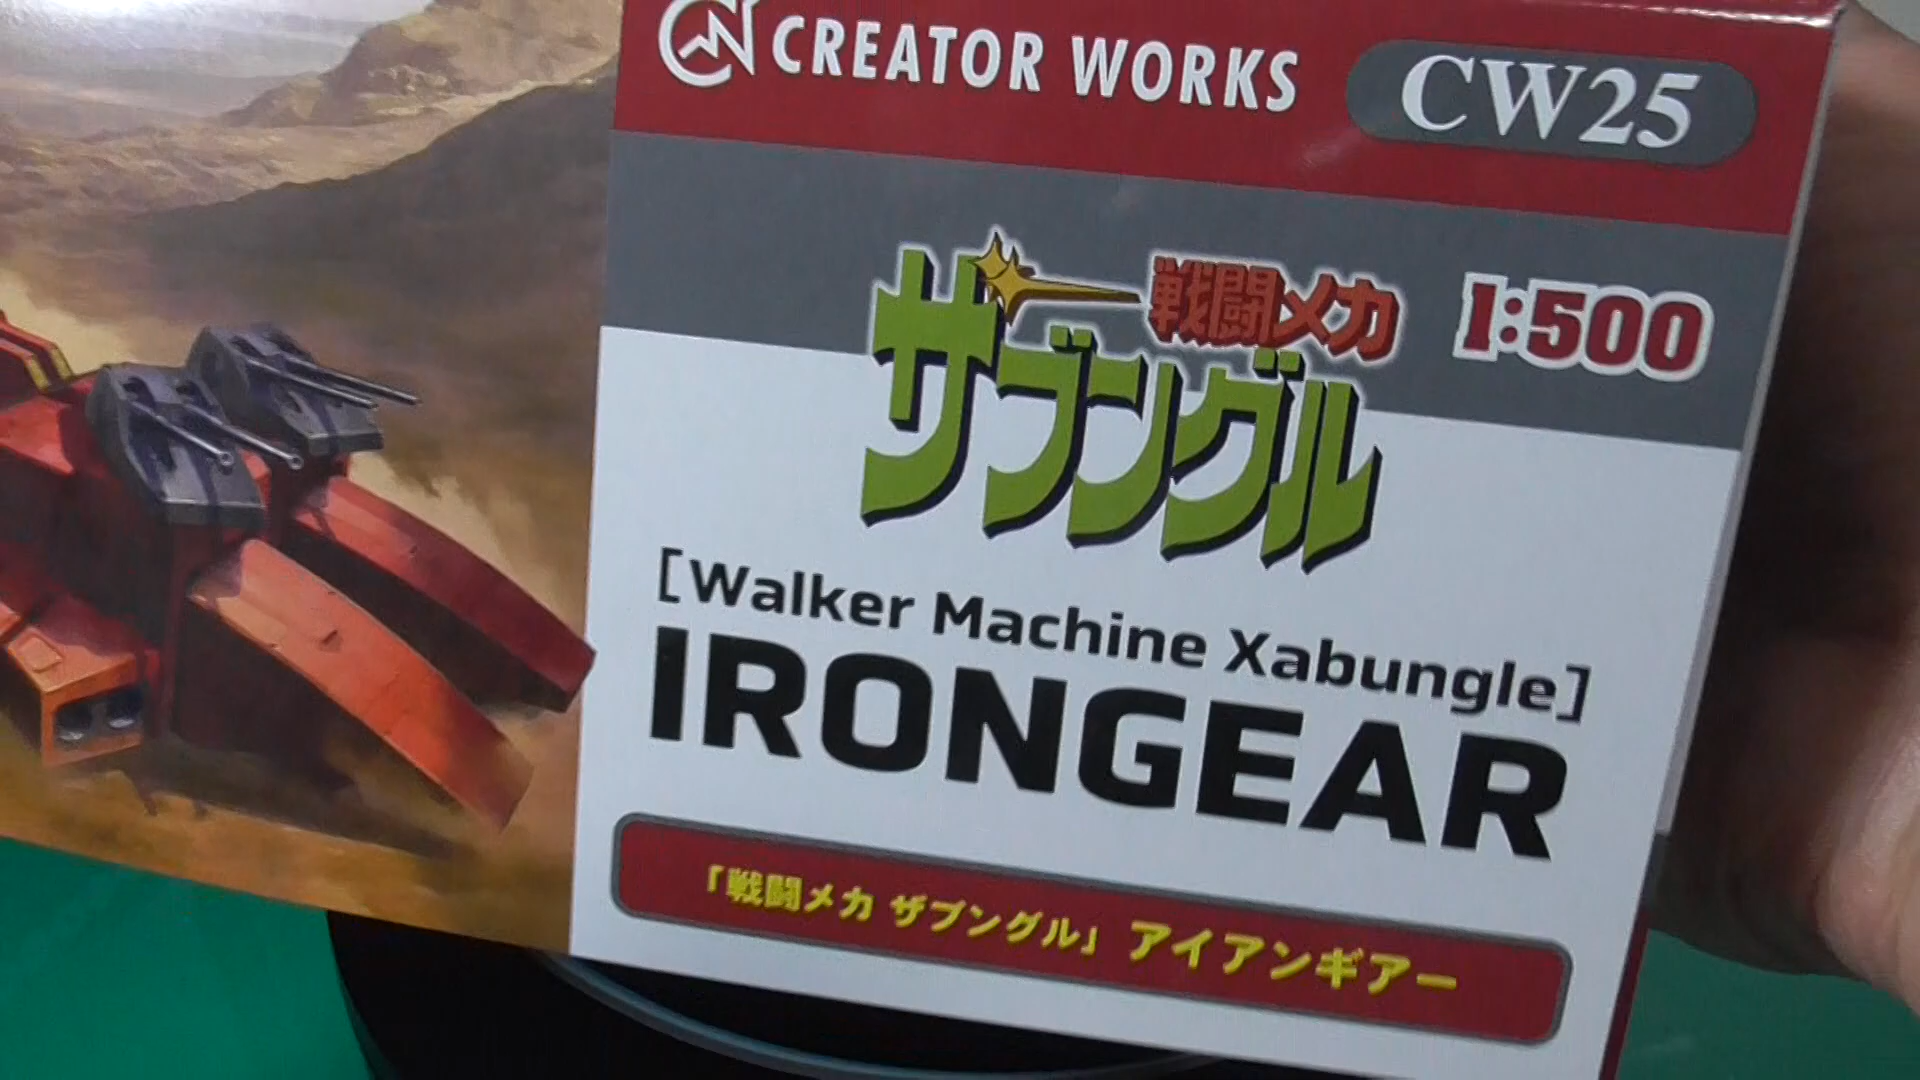 CREATOR WORKS CW25
戦闘メカ 1:500
ザブングル
[Walker Machine Xabungle]
IRONGEAR
「戦闘メカ ザブングル」 アイアンギアー